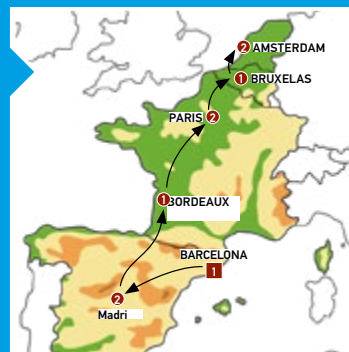 2 AMSTERDAM
1 BRUXELAS
PARIS 2
1 BORDEAUX
BARCELONA
1
2
Madri